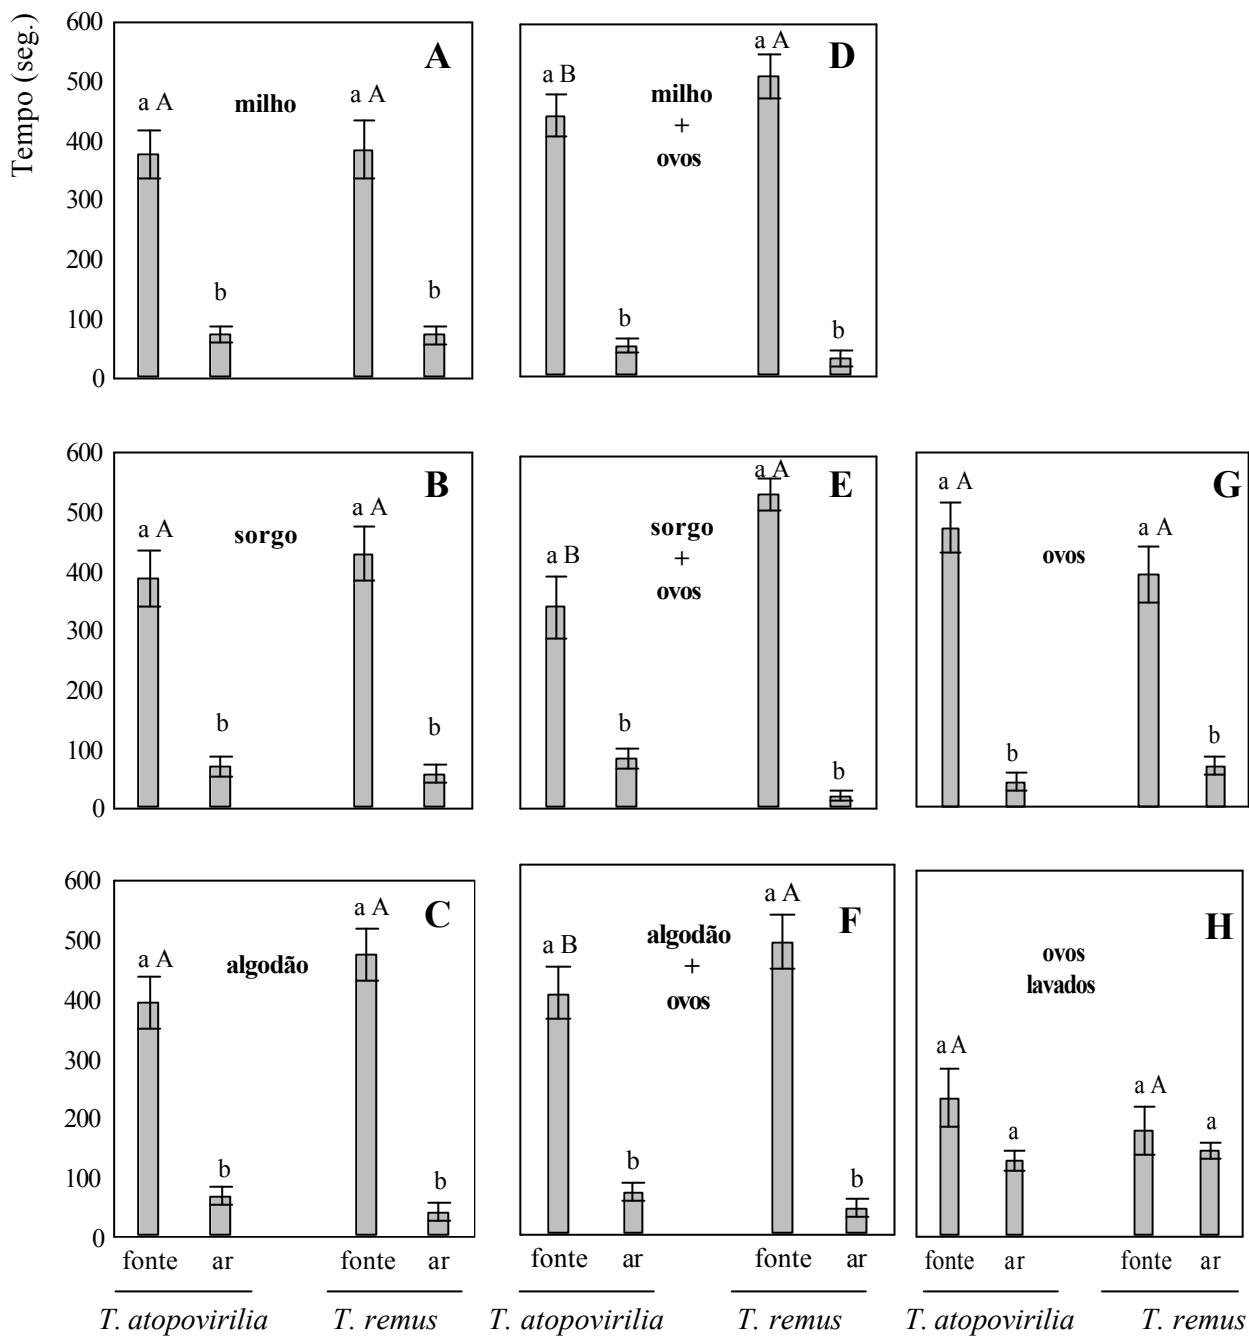 Tempo (seg.)
600
500
400
300
200
100
0
A
milho
a A
b
a A
b
D
milho
+
ovos
a B
b
a A
b
600
500
400
300
200
100
0
B
sorgo
a A
b
a A
b
E
sorgo
+
ovos
a B
b
a A
b
G
ovos
a A
b
a A
b
600
500
400
300
200
100
0
C
algodão
a A
b
a A
b
F
algodão
+
ovos
a B
b
a A
b
H
ovos
lavados
a A
a
a A
a
fonte ar fonte ar fonte ar fonte ar fonte ar fonte ar
T. atopovirilia T. remus T. atopovirilia T. remus T. atopovirilia T. remus